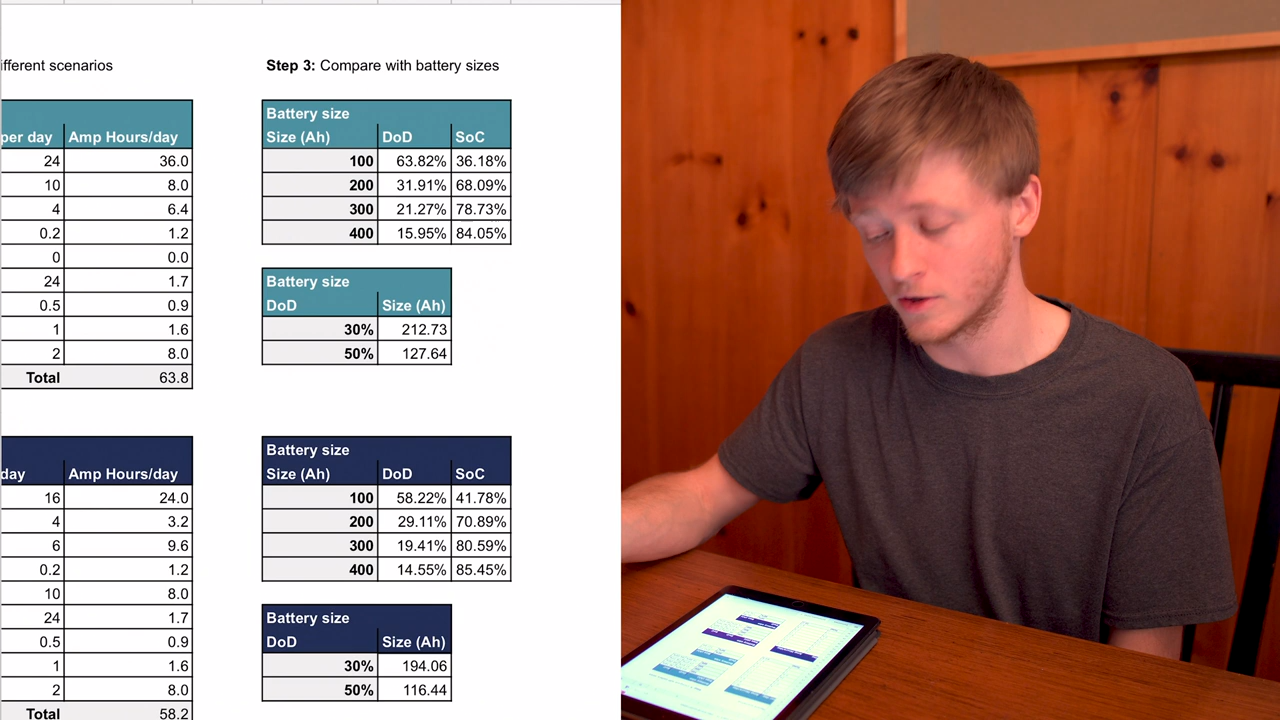 ifferent scenarios
Step 3: Compare with battery sizes
per day Amp Hours/day
24 36.0
10 8.0
4 6.4
0.2 1.2
0 0.0
24 1.7
0.5 0.9
1 1.6
2 8.0
Total 63.8
Battery size
Size (Ah) DoD SoC
100 63.82% 36.18%
200 31.91% 68.09%
300 21.27% 78.73%
400 15.95% 84.05%
Battery size
DoD Size (Ah)
30% 212.73
50% 127.64
day Amp Hours/day
16 24.0
4 3.2
6 9.6
0.2 1.2
10 8.0
24 1.7
0.5 0.9
1 1.6
2 8.0
Total 58.2
Battery size
Size (Ah) DoD SoC
100 58.22% 41.78%
200 29.11% 70.89%
300 19.41% 80.59%
400 14.55% 85.45%
Battery size
DoD Size (Ah)
30% 194.06
50% 116.44